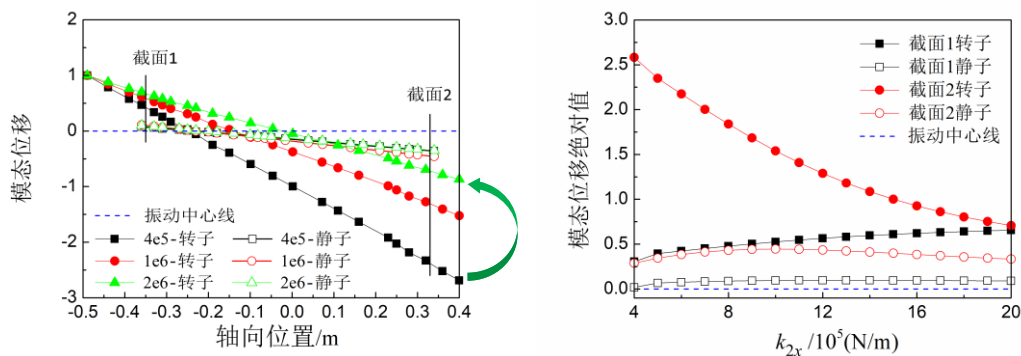 截面1
截面2
模态位移
2
1
0
-1
-2
-3
振动中心线
4e5-转子 4e5-静子
1e6-转子 1e6-静子
2e6-转子 2e6-静子
-0.5 -0.4 -0.3 -0.2 -0.1 0.0 0.1 0.2 0.3 0.4
轴向位置/m
模态位移绝对值
3.0
2.5
2.0
1.5
1.0
0.5
0.0
截面1转子
截面1静子
截面2转子
截面2静子
振动中心线
4 8 12 16 20
k2x /10⁵(N/m)